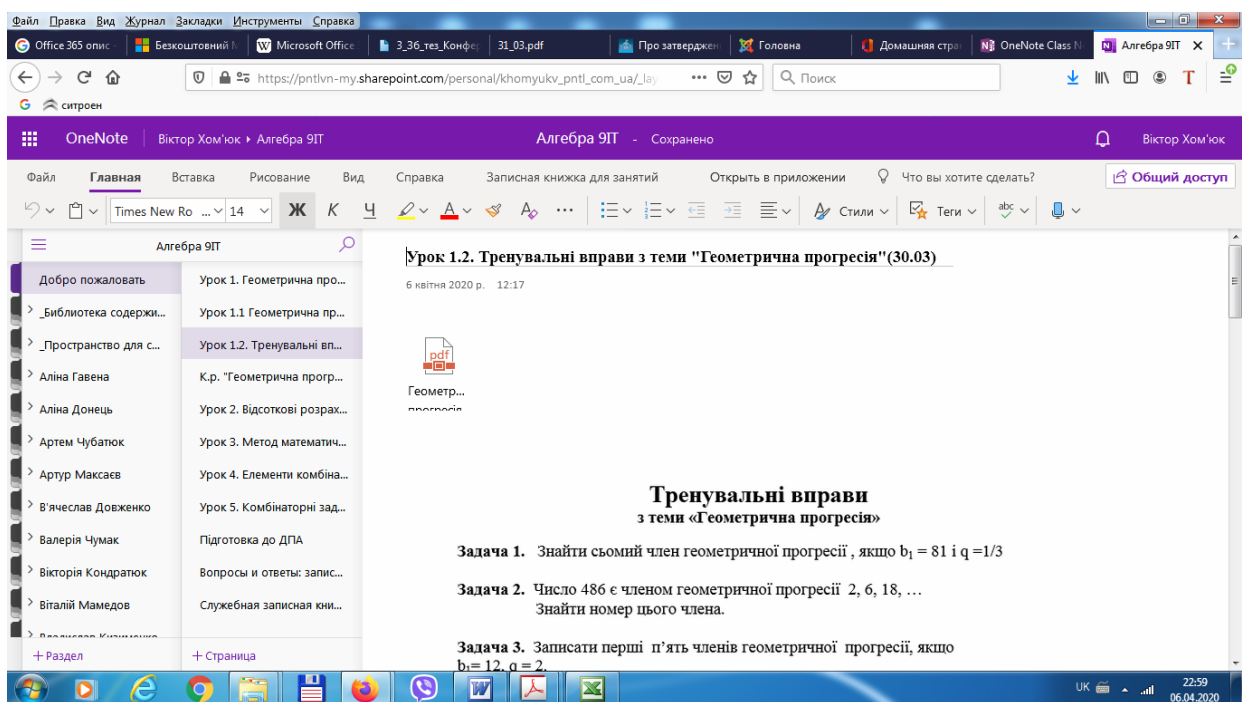 Файл Правка Вид Журнал Закладки Инструменты Справка
Office 365 опис - Безкоштовний Microsoft Office 3_36_тез_Конфер 31_03.pdf Про затверджен Головна Домашняя стра OneNote Class N Алгебра 9ІТ
https://pntlvn-my.sharepoint.com/personal/khomyukv_pntl_com_ua/_lay ... Поиск
ситроен
OneNote Віктор Хом'юк Алгебра 9ІТ Алгебра 9ІТ - Сохранено Віктор Хом'юк
Файл Главная Вставка Рисование Вид Справка Записная книжка для занятий Открыть в приложении Что вы хотите сделать? Общий доступ
Times New Ro ... 14 Ж К Ч Стили Теги abc
Алгебра 9ІТ
Добро пожаловать
_Библиотека содержи...
_Пространство для с...
Аліна Гавена
Аліна Донець
Артем Чубатюк
Артур Максаєв
В'ячеслав Довженко
Валерія Чумак
Вікторія Кондратюк
Віталій Мамедов
+ Раздел
Урок 1. Геометрична про...
Урок 1.1 Геометрична пр...
Урок 1.2. Тренувальні вп...
К.р. "Геометрична прогр...
Урок 2. Відсоткові розрах...
Урок 3. Метод математич...
Урок 4. Елементи комбіна...
Урок 5. Комбінаторні зад...
Підготовка до ДПА
Вопросы и ответы: запис...
Служебная записная кни...
+ Страница
Урок 1.2. Тренувальні вправи з теми "Геометрична прогресія"(30.03)
6 квітня 2020 р. 12:17
pdf
Геометр...
прогресія
Тренувальні вправи
з теми «Геометрична прогресія»
Задача 1. Знайти сьомий член геометричної прогресії , якщо b₁ = 81 і q =1/3
Задача 2. Число 486 є членом геометричної прогресії 2, 6, 18, …
Знайти номер цього члена.
Задача 3. Записати перші п’ять членів геометричної прогресії, якщо
b₁= 12, q = 2.
UK 22:59
06.04.2020